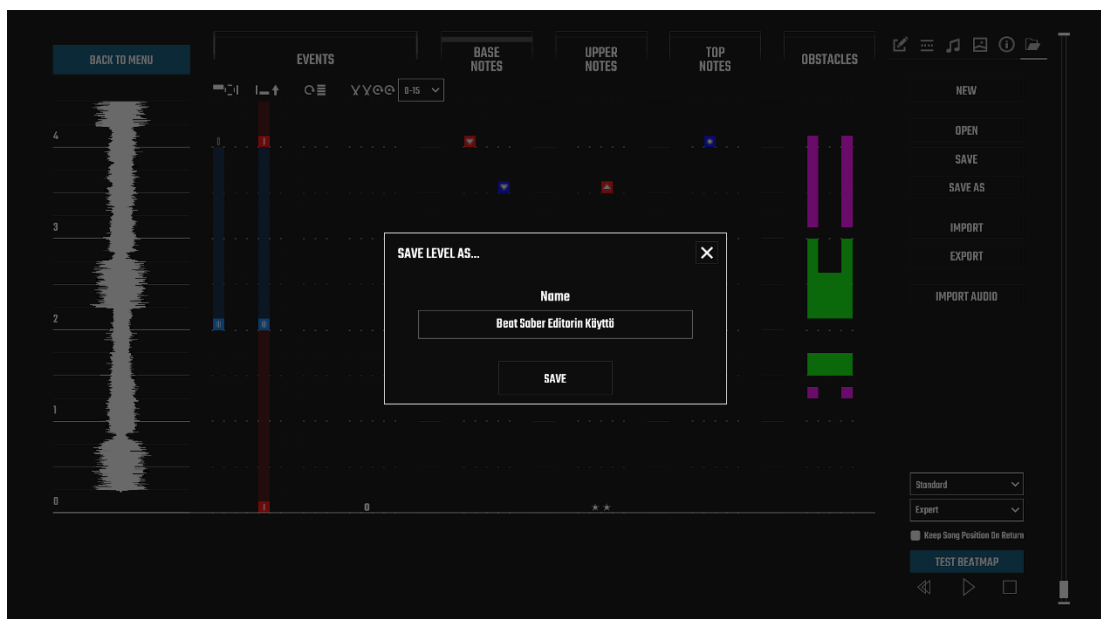 BACK TO MENU
EVENTS
BASE
NOTES
UPPER
NOTES
TOP
NOTES
OBSTACLES
0-15
NEW
OPEN
SAVE
SAVE AS
IMPORT
EXPORT
IMPORT AUDIO
4
3
2
1
0
0
SAVE LEVEL AS...
Name
Beat Saber Editorin Käyttö
SAVE
Standard
Expert
Keep Song Position On Return
TEST BEATMAP